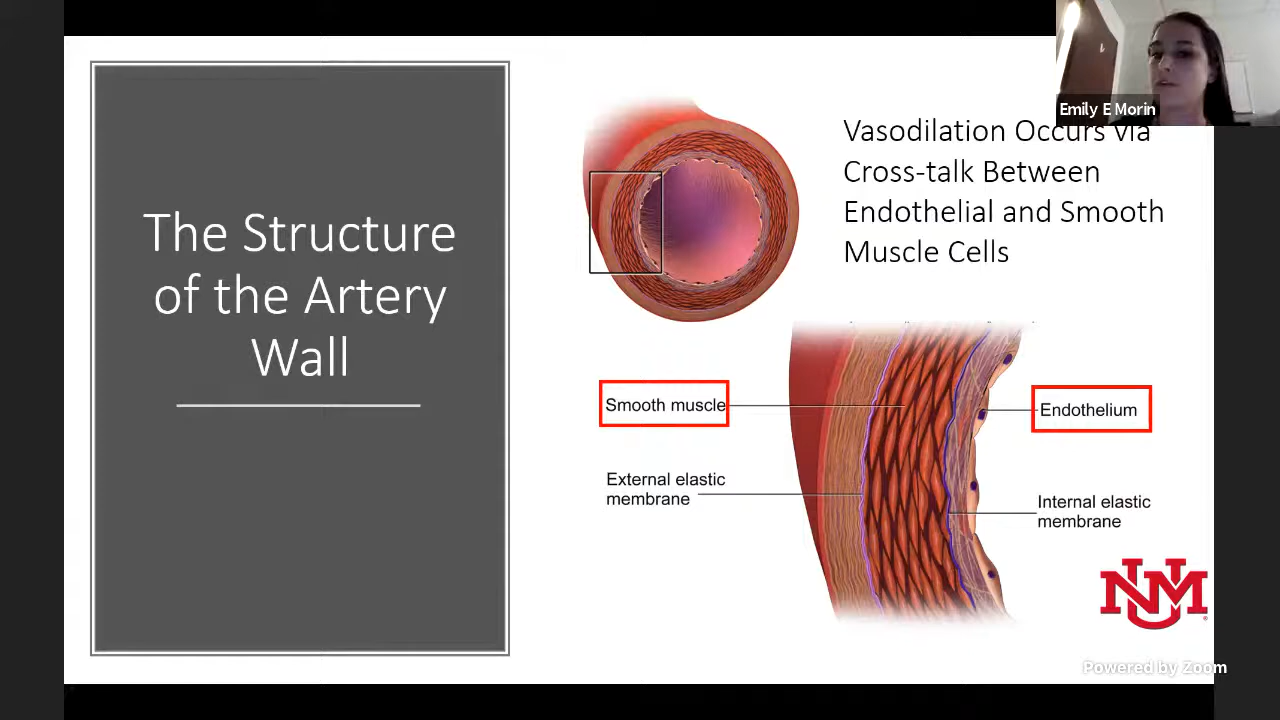 Emily E Morin
The Structure
of the Artery
Wall
Vasodilation Occurs via
Cross-talk Between
Endothelial and Smooth
Muscle Cells
Smooth muscle
Endothelium
External elastic
membrane
Internal elastic
membrane
UNM
Powered by Zoom